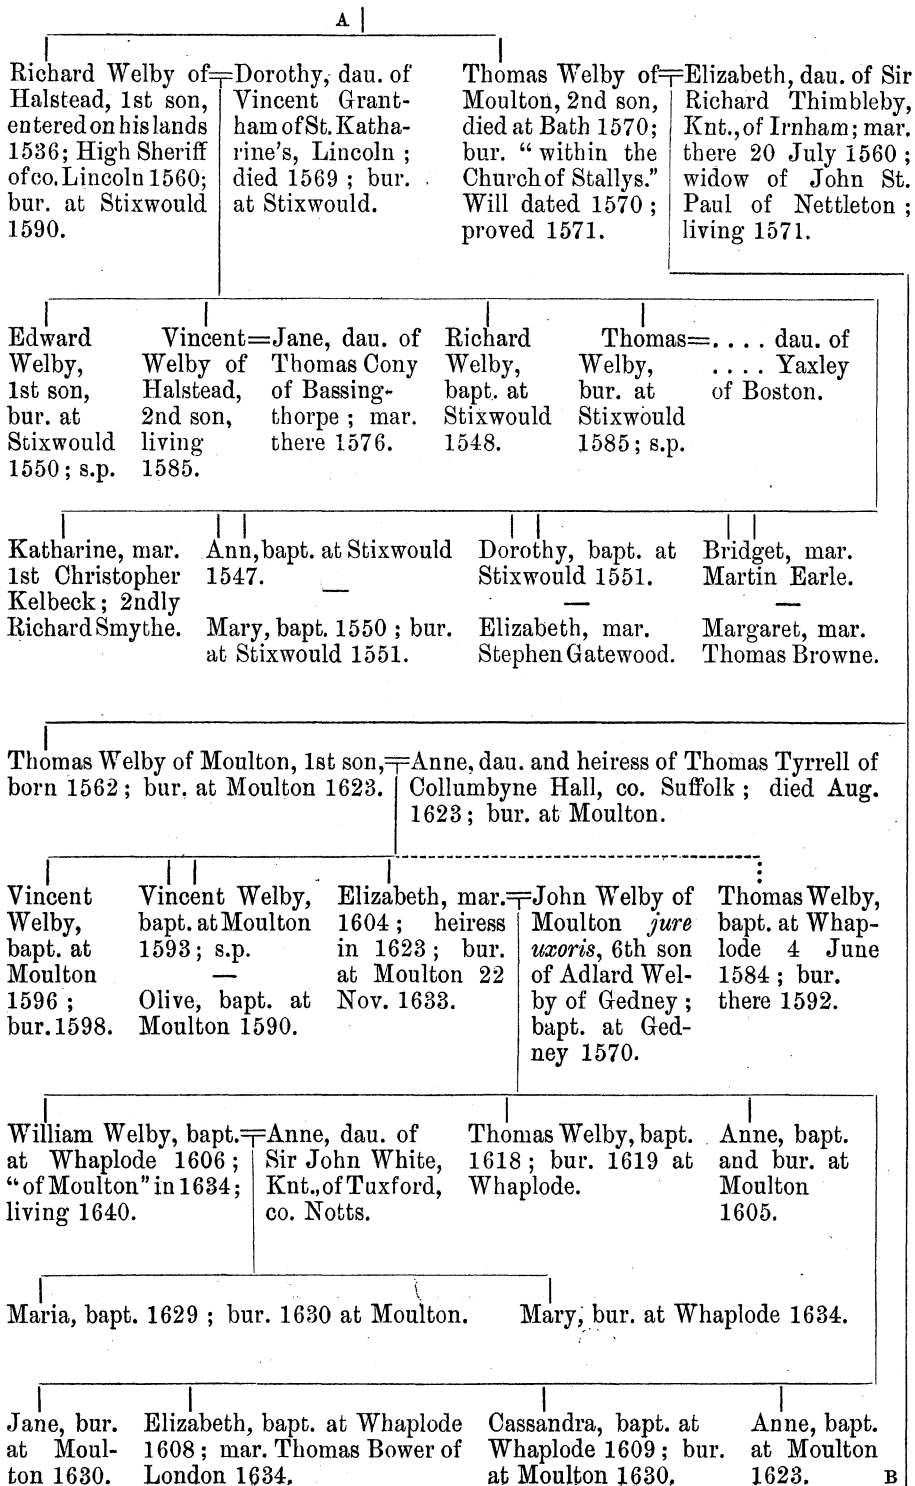 A
Richard Welby of
Halstead, 1st son,
entered on his lands
1536; High Sheriff
of co. Lincoln 1560;
bur. at Stixwould
1590.
Dorothy, dau. of
Vincent Grant-
ham of St. Katha-
rine's, Lincoln ;
died 1569 ; bur.
at Stixwould.
Thomas Welby of
Moulton, 2nd son,
died at Bath 1570;
bur. “ within the
Church of Stallys.”
Will dated 1570 ;
proved 1571.
Elizabeth, dau. of Sir
Richard Thimbleby,
Knt., of Irnham; mar.
there 20 July 1560 ;
widow of John St.
Paul of Nettleton ;
living 1571.
Edward
Welby,
1st son,
bur. at
Stixwould
1550 ; s.p.
Vincent=
Welby of
Halstead,
2nd son,
living
1585.
Jane, dau. of
Thomas Cony
of Bassing-
thorpe ; mar.
there 1576.
Richard
Welby,
bapt. at
Stixwould
1548.
Thomas=
Welby,
bur. at
Stixwould
1585 ; s.p.
. . . . dau. of
. . . . Yaxley
of Boston.
Katharine, mar.
1st Christopher
Kelbeck ; 2ndly
Richard Smythe.
Ann, bapt. at Stixwould
1547.
—
Mary, bapt. 1550 ; bur.
at Stixwould 1551.
Dorothy, bapt. at
Stixwould 1551.
—
Elizabeth, mar.
Stephen Gatewood.
Bridget, mar.
Martin Earle.
—
Margaret, mar.
Thomas Browne.
Thomas Welby of Moulton, 1st son,
born 1562 ; bur. at Moulton 1623.
Anne, dau. and heiress of Thomas Tyrrell of
Collumbyne Hall, co. Suffolk ; died Aug.
1623 ; bur. at Moulton.
Vincent
Welby,
bapt. at
Moulton
1596 ;
bur. 1598.
Vincent Welby,
bapt. at Moulton
1593 ; s.p.
—
Olive, bapt. at
Moulton 1590.
Elizabeth, mar.
1604 ; heiress
in 1623 ; bur.
at Moulton 22
Nov. 1633.
John Welby of
Moulton jure
uxoris, 6th son
of Adlard Wel-
by of Gedney ;
bapt. at Ged-
ney 1570.
Thomas Welby,
bapt. at Whap-
lode 4 June
1584 ; bur.
there 1592.
William Welby, bapt.
at Whaplode 1606 ;
“of Moulton” in 1634;
living 1640.
Anne, dau. of
Sir John White,
Knt., of Tuxford,
co. Notts.
Thomas Welby, bapt.
1618 ; bur. 1619 at
Whaplode.
Anne, bapt.
and bur. at
Moulton
1605.
Maria, bapt. 1629 ; bur. 1630 at Moulton.
Mary, bur. at Whaplode 1634.
Jane, bur.
at Moul-
ton 1630.
Elizabeth, bapt. at Whaplode
1608 ; mar. Thomas Bower of
London 1634.
Cassandra, bapt. at
Whaplode 1609 ; bur.
at Moulton 1630.
Anne, bapt.
at Moulton
1623.
B